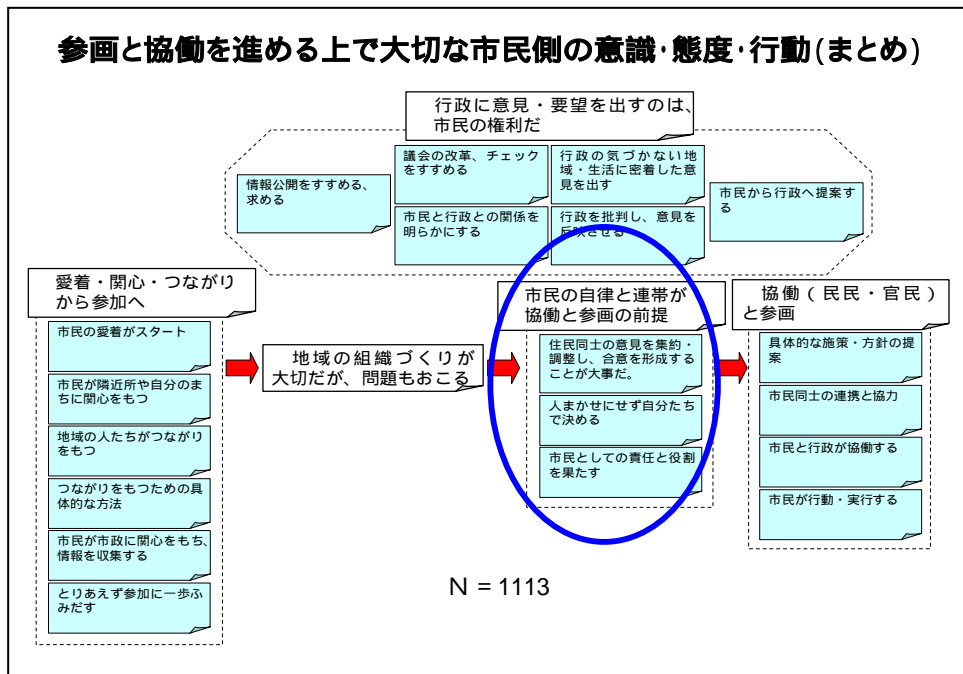 参画と協働を進める上で大切な市民側の意識・態度・行動(まとめ)
行政に意見・要望を出すのは、
市民の権利だ
情報公開をすすめる、
求める
議会の改革、チェック
をすすめる
市民と行政との関係を
明らかにする
行政の気づかない地
域・生活に密着した意
見を出す
行政を批判し、意見を
反映させる
市民から行政へ提案す
る
愛着・関心・つながり
から参加へ
市民の愛着がスタート
市民が隣近所や自分のま
ちに関心をもつ
地域の人たちがつながり
をもつ
つながりをもつための具
体的な方法
市民が市政に関心をもち、
情報を収集する
とりあえず参加に一歩ふ
みだす
地域の組織づくりが
大切だが、問題もおこる
市民の自律と連帯が
協働と参画の前提
住民同士の意見を集約・
調整し、合意を形成する
ことが大事だ。
人まかせにせず自分たち
で決める
市民としての責任と役割
を果たす
協働(民民・官民)
と参画
具体的な施策・方針の提
案
市民同士の連携と協力
市民と行政が協働する
市民が行動・実行する
N = 1113